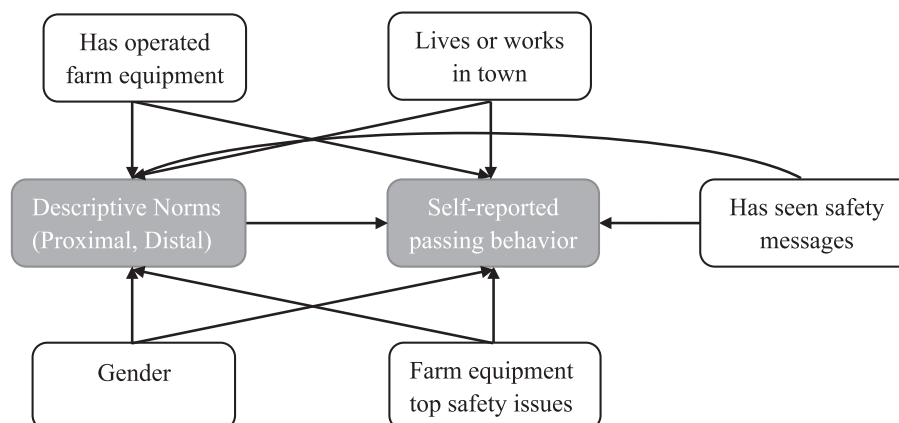 Has operated
farm equipment
Lives or works
in town
Descriptive Norms
(Proximal, Distal)
Self-reported
passing behavior
Has seen safety
messages
Gender
Farm equipment
top safety issues